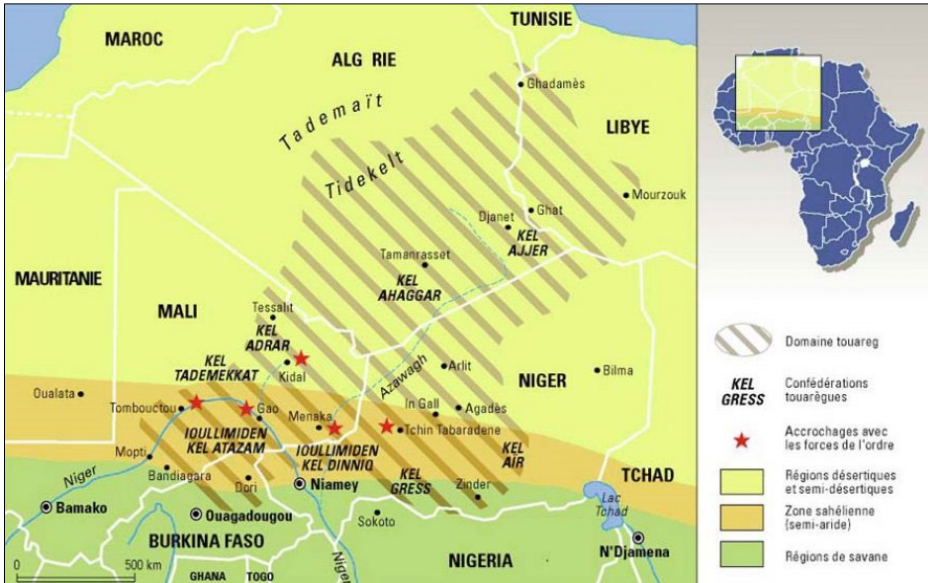 TUNISIE
MAROC
ALG RIE
Ghadamès
Tademaït
LIBYE
Tidekelt
Mourzouk
Ghat
Djanet
KEL
AJJER
Tamanrasset
KEL
AHAGGAR
MAURITANIE
MALI
Tessalit
KEL
ADRAR
KEL
TADEMEKKAT
Kidal
Azawagh
Arlit
NIGER
Bilma
Oualata
Tombouctou
Gao
Menaka
In Gall
Agadès
Tchin Tabaradene
IOULLIMIDEN
KEL ATAZAM
IOULLIMIDEN
KEL DINNIQ
KEL
AïR
Mopti
Bandiagara
Niger
Dori
Niamey
KEL
GRESS
Zinder
TCHAD
Lac
Tchad
Bamako
Ouagadougou
Sokoto
BURKINA FASO
Niger
NIGERIA
N'Djamena
GHANA
TOGO
0 500 km
Domaine touareg
KEL
GRESS
Confédérations
touarègues
Accrochages avec
les forces de l'ordre
Régions désertiques
et semi-désertiques
Zone sahélienne
(semi-aride)
Régions de savane